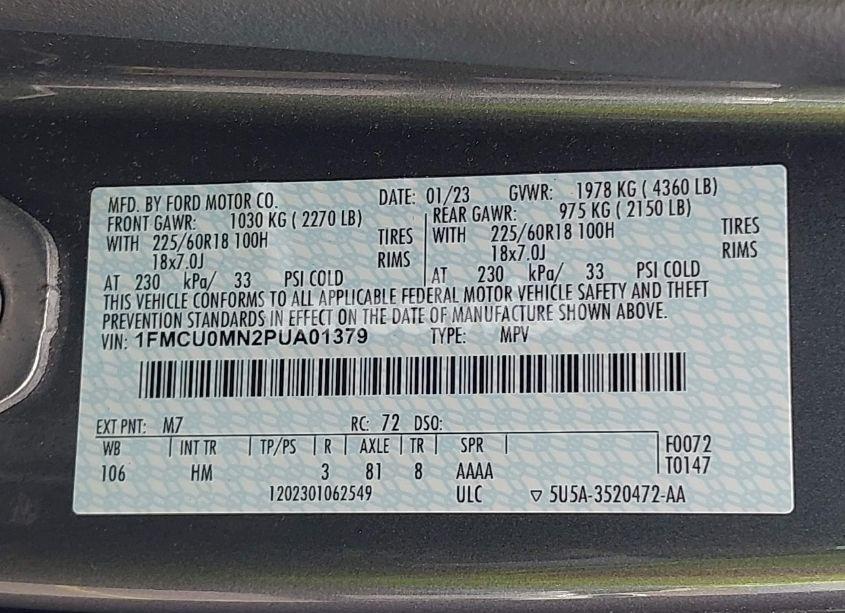 MFD. BY FORD MOTOR CO. DATE: 01/23 GVWR: 1978 KG ( 4360 LB)
FRONT GAWR: 1030 KG ( 2270 LB) REAR GAWR: 975 KG ( 2150 LB)
WITH 225/60R18 100H TIRES WITH 225/60R18 100H TIRES
18x7.0J RIMS 18x7.0J RIMS
AT 230 kPa/ 33 PSI COLD AT 230 kPa/ 33 PSI COLD
THIS VEHICLE CONFORMS TO ALL APPLICABLE FEDERAL MOTOR VEHICLE SAFETY AND THEFT
PREVENTION STANDARDS IN EFFECT ON THE DATE OF MANUFACTURE SHOWN ABOVE.
VIN: 1FMCU0MN2PUA01379 TYPE: MPV
EXT PNT: M7 RC: 72 DSO:
WB INT TR TP/PS R AXLE TR SPR F0072
106 HM 3 81 8 AAAA T0147
1202301062549 ULC ▽ 5U5A-3520472-AA